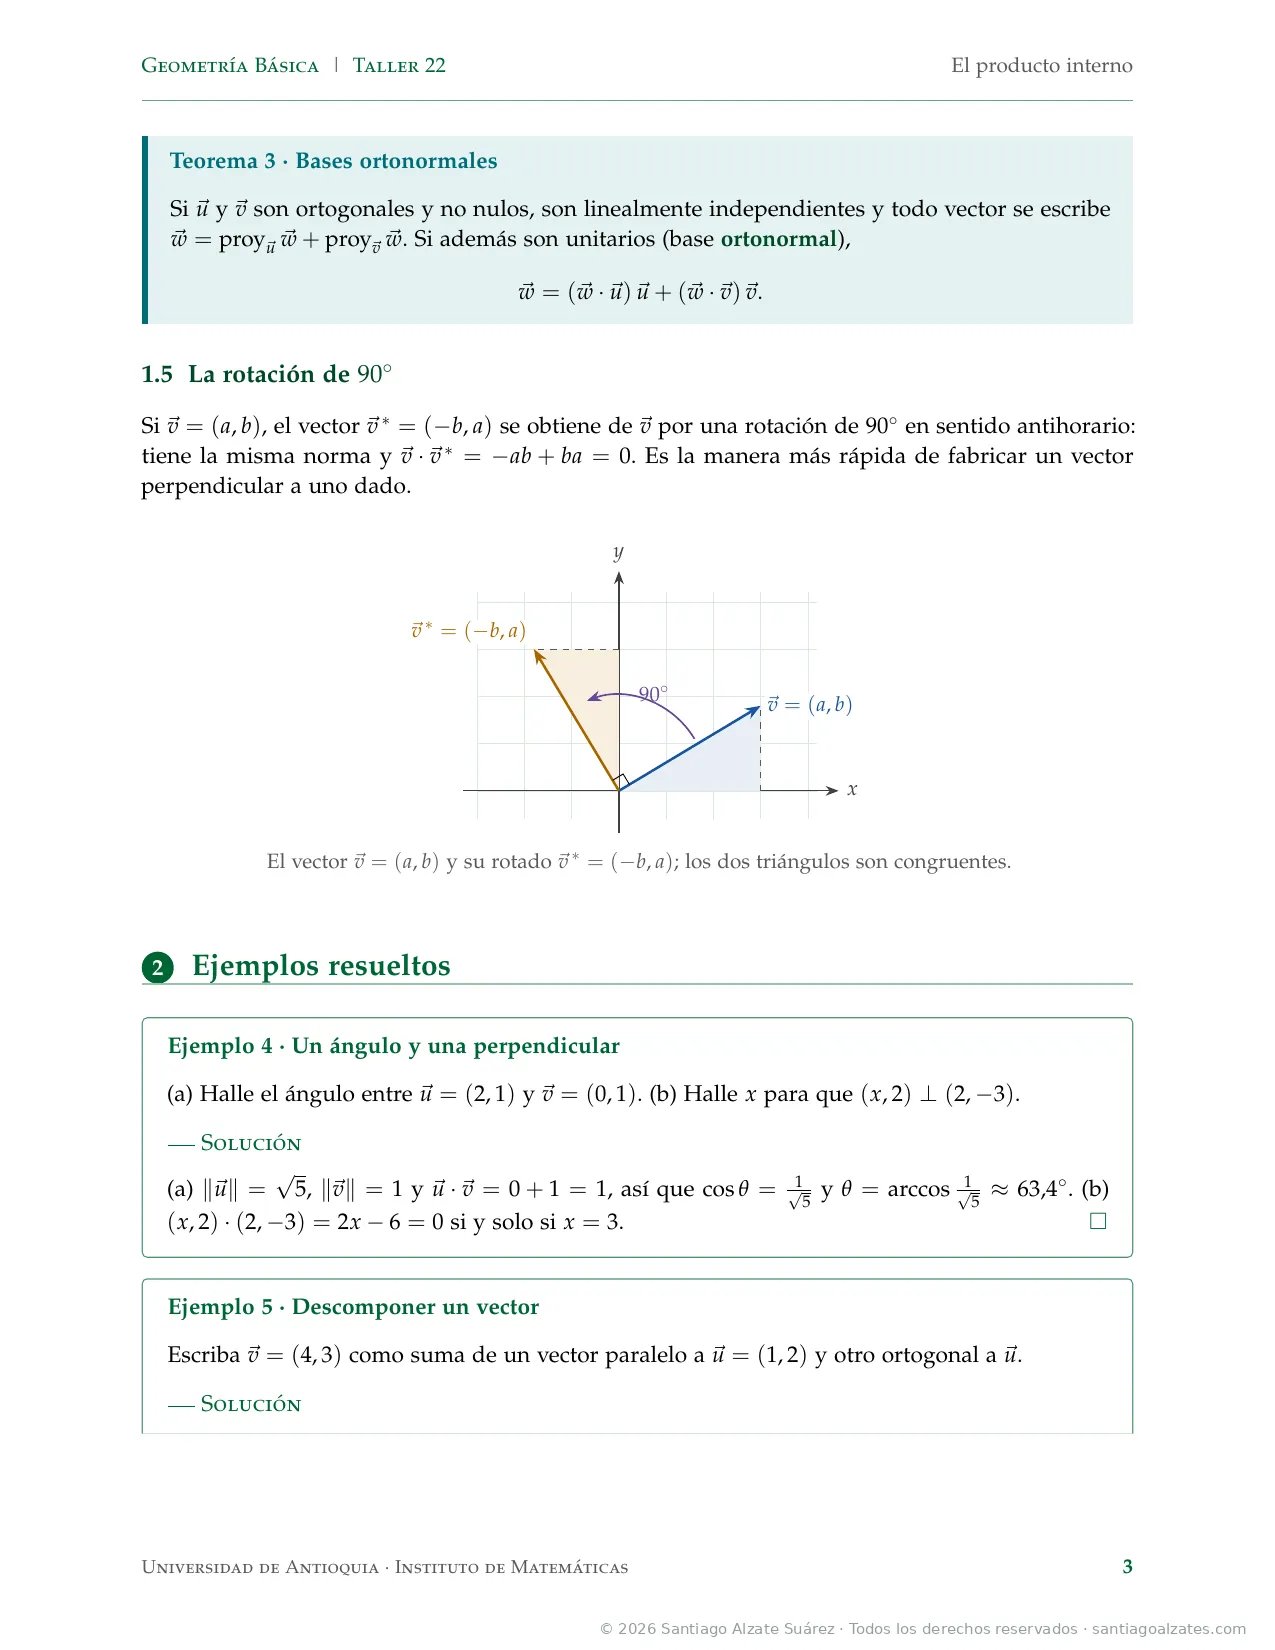 Geometría Básica | Taller 22
El producto interno
Teorema 3 · Bases ortonormales
Si u⃗ y v⃗ son ortogonales y no nulos, son linealmente independientes y todo vector se escribe
w⃗ = proy_u⃗ w⃗ + proy_v⃗ w⃗. Si además son unitarios (base ortonormal),
w⃗ = (w⃗ · u⃗) u⃗ + (w⃗ · v⃗) v⃗.
1.5 La rotación de 90°
Si v⃗ = (a, b), el vector v⃗* = (−b, a) se obtiene de v⃗ por una rotación de 90° en sentido antihorario:
tiene la misma norma y v⃗ · v⃗* = −ab + ba = 0. Es la manera más rápida de fabricar un vector
perpendicular a uno dado.
y
v⃗* = (−b, a)
90°
v⃗ = (a, b)
x
El vector v⃗ = (a, b) y su rotado v⃗* = (−b, a); los dos triángulos son congruentes.
2 Ejemplos resueltos
Ejemplo 4 · Un ángulo y una perpendicular
(a) Halle el ángulo entre u⃗ = (2, 1) y v⃗ = (0, 1). (b) Halle x para que (x, 2) ⊥ (2, −3).
— Solución
(a) ‖u⃗‖ = √5, ‖v⃗‖ = 1 y u⃗ · v⃗ = 0 + 1 = 1, así que cos θ = 1/√5 y θ = arccos 1/√5 ≈ 63,4°. (b)
(x, 2) · (2, −3) = 2x − 6 = 0 si y solo si x = 3. □
Ejemplo 5 · Descomponer un vector
Escriba v⃗ = (4, 3) como suma de un vector paralelo a u⃗ = (1, 2) y otro ortogonal a u⃗.
— Solución
Universidad de Antioquia · Instituto de Matemáticas
3
© 2026 Santiago Alzate Suárez · Todos los derechos reservados · santiagoalzates.com